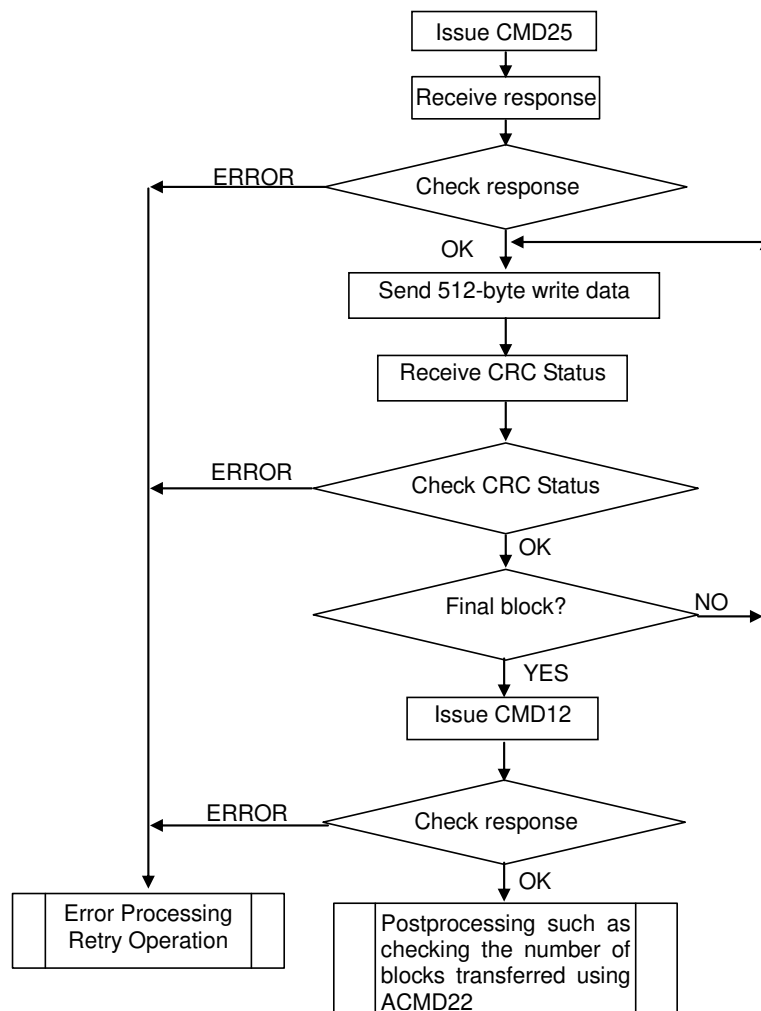 Issue CMD25
Receive response
ERROR
Check response
OK
Send 512-byte write data
Receive CRC Status
ERROR
Check CRC Status
OK
Final block?
NO
YES
Issue CMD12
ERROR
Check response
OK
Error Processing
Retry Operation
Postprocessing such as
checking the number of
blocks transferred using
ACMD22